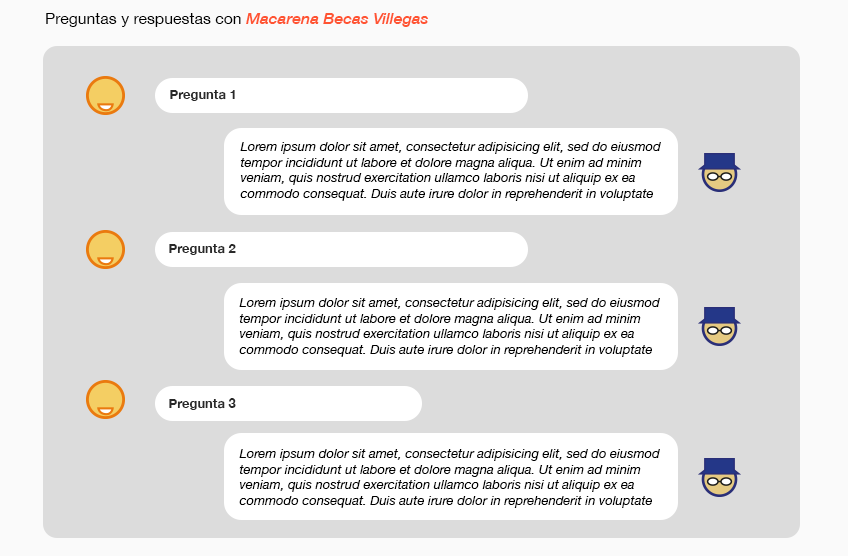 Preguntas y respuestas con Macarena Becas Villegas
Pregunta 1
Lorem ipsum dolor sit amet, consectetur adipisicing elit, sed do eiusmod
tempor incididunt ut labore et dolore magna aliqua. Ut enim ad minim
veniam, quis nostrud exercitation ullamco laboris nisi ut aliquip ex ea
commodo consequat. Duis aute irure dolor in reprehenderit in voluptate
Pregunta 2
Lorem ipsum dolor sit amet, consectetur adipisicing elit, sed do eiusmod
tempor incididunt ut labore et dolore magna aliqua. Ut enim ad minim
veniam, quis nostrud exercitation ullamco laboris nisi ut aliquip ex ea
commodo consequat. Duis aute irure dolor in reprehenderit in voluptate
Pregunta 3
Lorem ipsum dolor sit amet, consectetur adipisicing elit, sed do eiusmod
tempor incididunt ut labore et dolore magna aliqua. Ut enim ad minim
veniam, quis nostrud exercitation ullamco laboris nisi ut aliquip ex ea
commodo consequat. Duis aute irure dolor in reprehenderit in voluptate